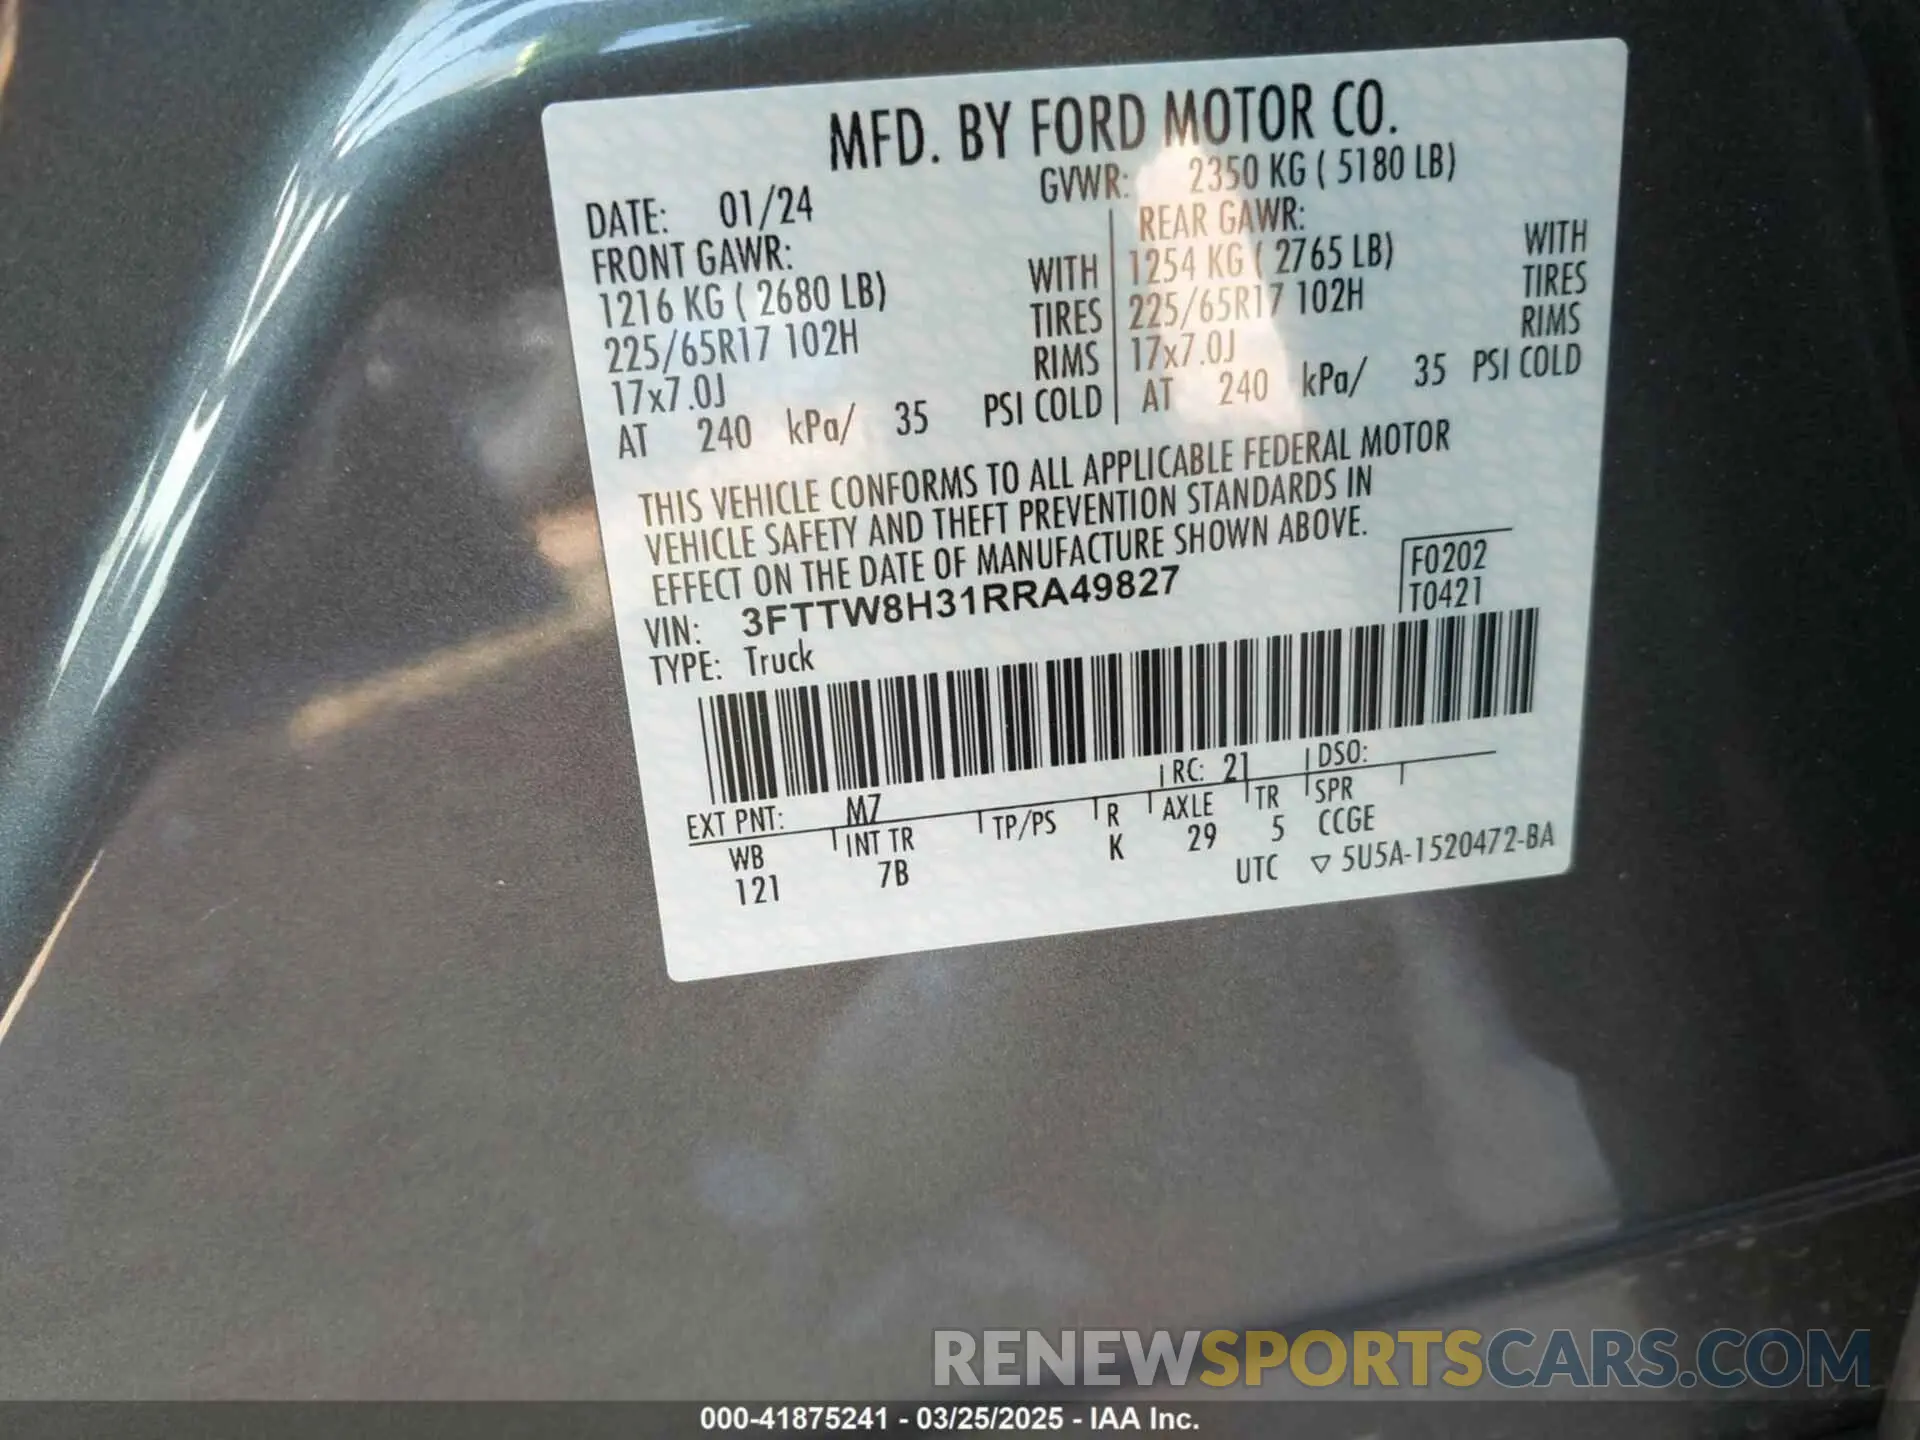 MFD. BY FORD MOTOR CO.
DATE: 01/24 GVWR: 2350 KG ( 5180 LB)
FRONT GAWR: REAR GAWR:
1216 KG ( 2680 LB) WITH 1254 KG ( 2765 LB) WITH
225/65R17 102H TIRES 225/65R17 102H TIRES
17x7.0J RIMS 17x7.0J RIMS
AT 240 kPa/ 35 PSI COLD AT 240 kPa/ 35 PSI COLD
THIS VEHICLE CONFORMS TO ALL APPLICABLE FEDERAL MOTOR
VEHICLE SAFETY AND THEFT PREVENTION STANDARDS IN
EFFECT ON THE DATE OF MANUFACTURE SHOWN ABOVE.
F0202
VIN: 3FTTW8H31RRA49827 T0421
TYPE: Truck
EXT PNT: M7 RC: 21 DSO:
WB INT TR TP/PS R AXLE TR SPR
121 7B K 29 5 CCGE
UTC ▽ 5U5A-1520472-BA
RENEWSPORTSCARS.COM
000-41875241 - 03/25/2025 - IAA Inc.